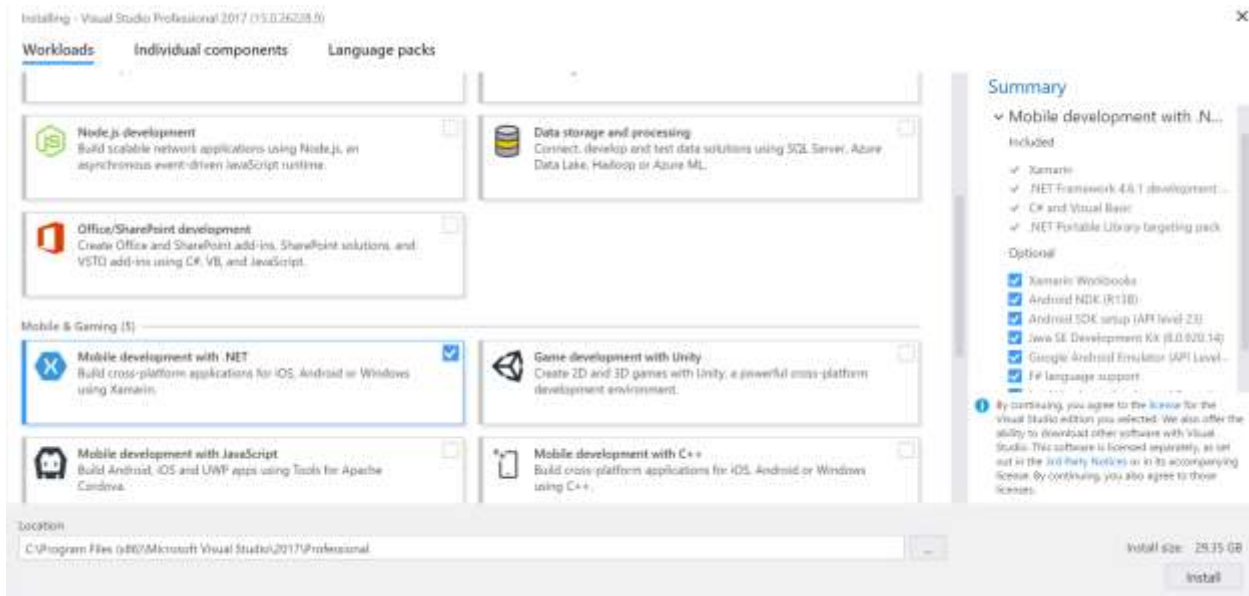 Installing - Visual Studio Professional 2017 (15.0.26228.9)
Workloads Individual components Language packs
Node.js development
Build scalable network applications using Node.js, an
asynchronous event-driven JavaScript runtime.
Data storage and processing
Connect, develop and test data solutions using SQL Server, Azure
Data Lake, Hadoop or Azure ML.
Office/SharePoint development
Create Office and SharePoint add-ins, SharePoint solutions, and
VSTO add-ins using C#, VB, and JavaScript.
Mobile & Gaming (5)
Mobile development with .NET
Build cross-platform applications for iOS, Android or Windows
using Xamarin.
Game development with Unity
Create 2D and 3D games with Unity, a powerful cross-platform
development environment.
Mobile development with JavaScript
Build Android, iOS and UWP apps using Tools for Apache
Cordova.
Mobile development with C++
Build cross-platform applications for iOS, Android or Windows
using C++.
Summary
Mobile development with .N...
Included
Xamarin
.NET Framework 4.6.1 development...
C# and Visual Basic
.NET Portable Library targeting pack
Optional
Xamarin Workbooks
Android NDK (R13B)
Android SDK setup (API level 23)
Java SE Development Kit (8.0.920.14)
Google Android Emulator (API Level...
F# language support
By continuing, you agree to the license for the
Visual Studio edition you selected. We also offer the
ability to download other software with Visual
Studio. This software is licensed separately, as set
out in the 3rd Party Notices or in its accompanying
license. By continuing, you also agree to those
licenses.
Location
C:\Program Files (x86)\Microsoft Visual Studio\2017\Professional
...
Install size: 29.35 GB
Install